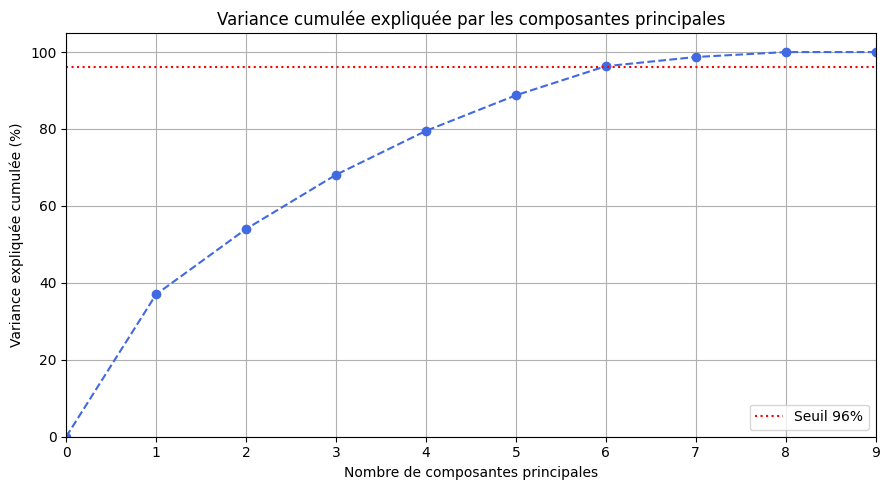 Variance cumulée expliquée par les composantes principales
Variance expliquée cumulée (%)
100
80
60
40
20
0
0 1 2 3 4 5 6 7 8 9
Seuil 96%
Nombre de composantes principales